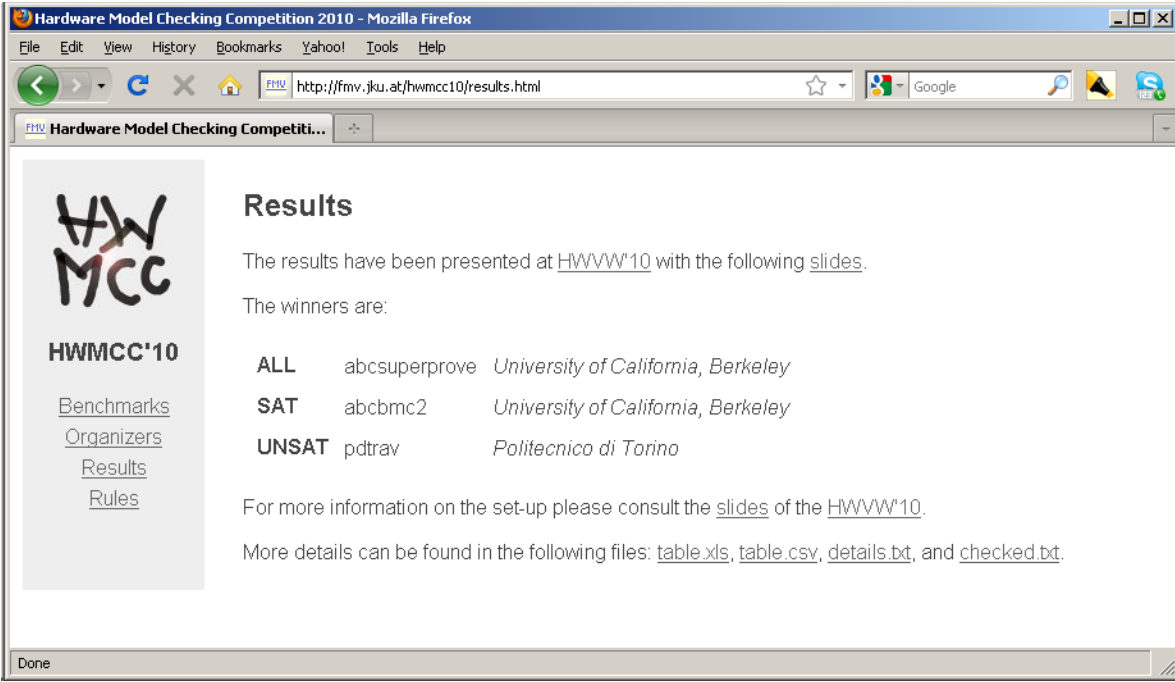 Hardware Model Checking Competition 2010 - Mozilla Firefox
File Edit View History Bookmarks Yahoo! Tools Help
FMV http://fmv.jku.at/hwmcc10/results.html Google
FMV Hardware Model Checking Competiti...
HW
MCC
HWMCC'10
Benchmarks
Organizers
Results
Rules
Results
The results have been presented at HWVW'10 with the following slides.
The winners are:
ALL abcsuperprove University of California, Berkeley
SAT abcbmc2 University of California, Berkeley
UNSAT pdtrav Politecnico di Torino
For more information on the set-up please consult the slides of the HWVW'10.
More details can be found in the following files: table.xls, table.csv, details.txt, and checked.txt.
Done